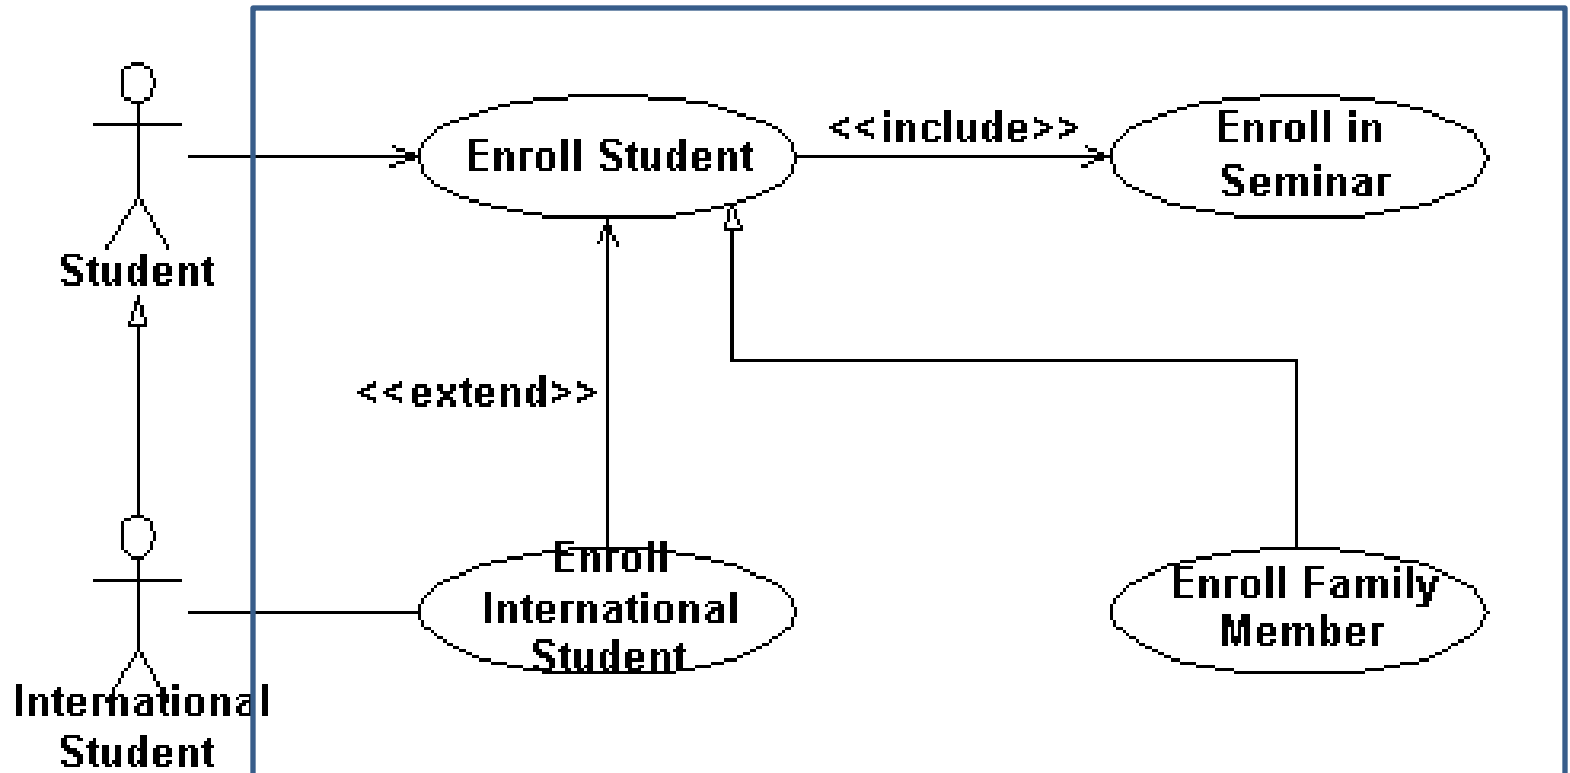 Enroll Student
<<include>>
Enroll in
Seminar
Student
<<extend>>
Enroll
International
Student
Enroll Family
Member
International
Student